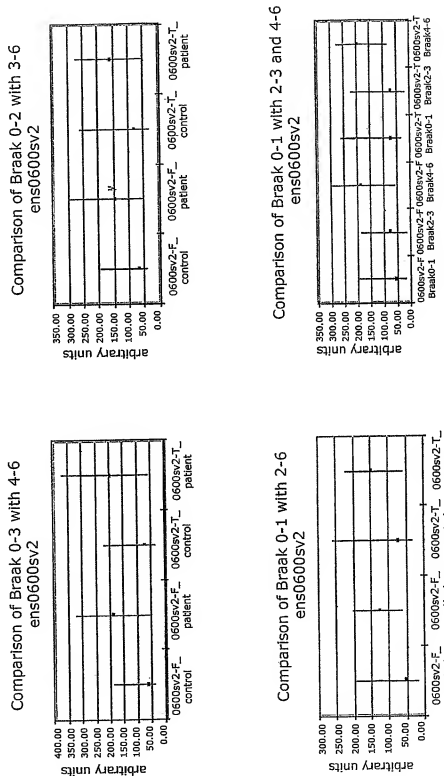 Comparison of Braak 0-3 with 4-6
ens0600sv2
arbitrary units
400.00
350.00
300.00
250.00
200.00
150.00
100.00
50.00
0.00
0600sv2-F_ 0600sv2-F_ 0600sv2-T_ 0600sv2-T_
control patient control patient
Comparison of Braak 0-2 with 3-6
ens0600sv2
arbitrary units
350.00
300.00
250.00
200.00
150.00
100.00
50.00
0.00
0600sv2-F_ 0600sv2-F_ 0600sv2-T_ 0600sv2-T_
control patient control patient
Comparison of Braak 0-1 with 2-6
ens0600sv2
arbitrary units
300.00
250.00
200.00
150.00
100.00
50.00
0.00
0600sv2-F_ 0600sv2-F_ 0600sv2-T_ 0600sv2-T_
Comparison of Braak 0-1 with 2-3 and 4-6
ens0600sv2
arbitrary units
350.00
300.00
250.00
200.00
150.00
100.00
50.00
0.00
0600sv2-F 0600sv2-F 0600sv2-F 0600sv2-T 0600sv2-T 0600sv2-T
Braak0-1 Braak2-3 Braak4-6 Braak0-1 Braak2-3 Braak4-6